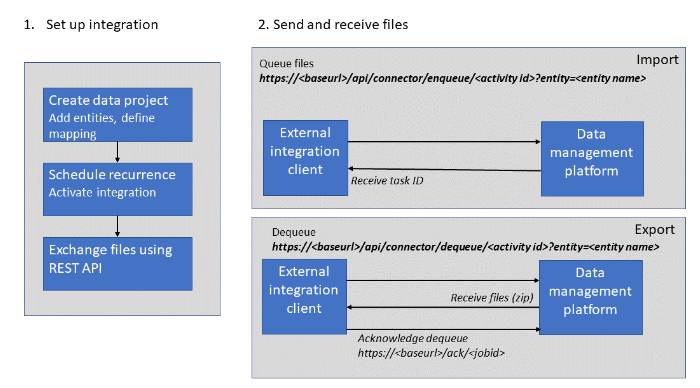 1. Set up integration
Create data project
Add entities, define
mapping
Schedule recurrence
Activate integration
Exchange files using
REST API
2. Send and receive files
Import
Queue files
https://<baseurl>/api/connector/enqueue/<activity id>?entity=<entity name>
External
integration
client
Data
management
platform
Receive task ID
Export
Dequeue
https://<baseurl>/api/connector/dequeue/<activity id>?entity=<entity name>
External
integration
client
Data
management
platform
Receive files (zip)
Acknowledge dequeue
https://<baseurl>/ack/<jobid>